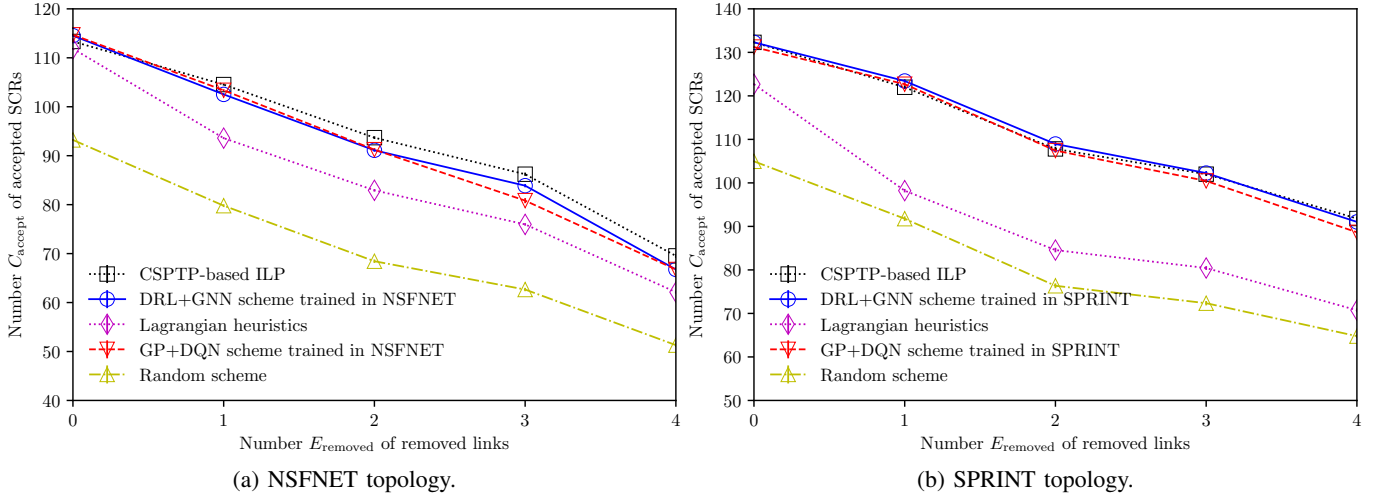 120
110
100
90
80
70
60
50
40
Number C_accept of accepted SCRs
CSPTP-based ILP
DRL+GNN scheme trained in NSFNET
Lagrangian heuristics
GP+DQN scheme trained in NSFNET
Random scheme
0 1 2 3 4
Number E_removed of removed links
(a) NSFNET topology.
140
130
120
110
100
90
80
70
60
50
Number C_accept of accepted SCRs
CSPTP-based ILP
DRL+GNN scheme trained in SPRINT
Lagrangian heuristics
GP+DQN scheme trained in SPRINT
Random scheme
0 1 2 3 4
Number E_removed of removed links
(b) SPRINT topology.